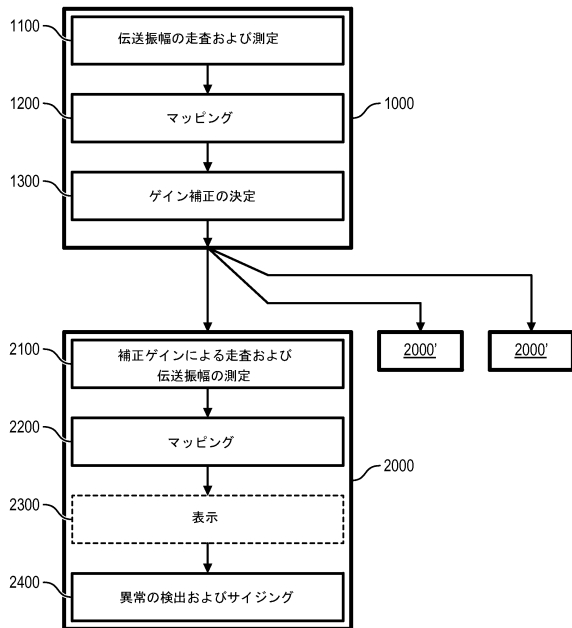 1100
伝送振幅の走査および測定
1200
マッピング
1000
1300
ゲイン補正の決定
2100
補正ゲインによる走査および
伝送振幅の測定
2000'
2000'
2200
マッピング
2000
2300
表示
2400
異常の検出およびサイジング